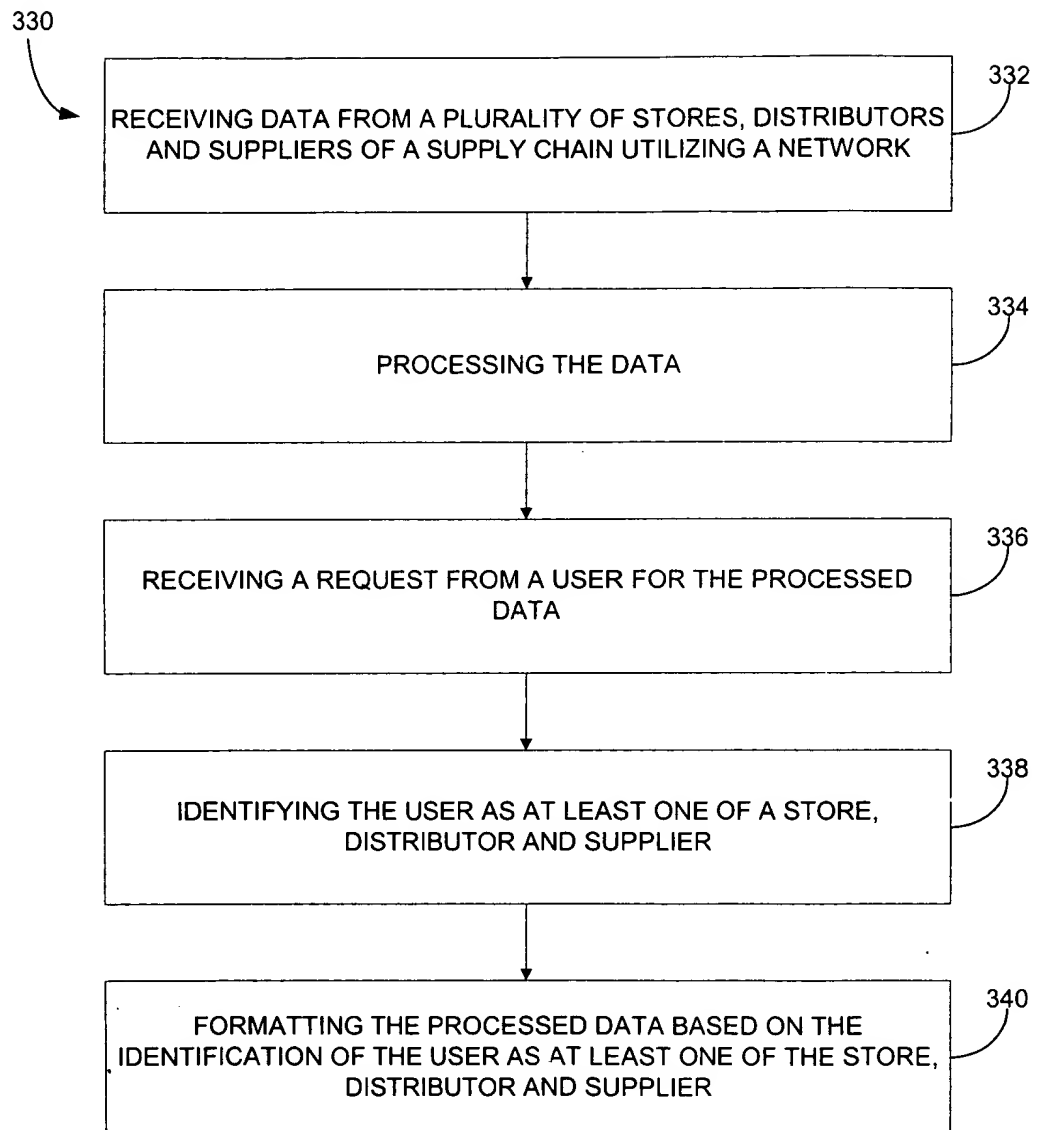 330
332
RECEIVING DATA FROM A PLURALITY OF STORES, DISTRIBUTORS
AND SUPPLIERS OF A SUPPLY CHAIN UTILIZING A NETWORK
334
PROCESSING THE DATA
336
RECEIVING A REQUEST FROM A USER FOR THE PROCESSED
DATA
338
IDENTIFYING THE USER AS AT LEAST ONE OF A STORE,
DISTRIBUTOR AND SUPPLIER
340
FORMATTING THE PROCESSED DATA BASED ON THE
IDENTIFICATION OF THE USER AS AT LEAST ONE OF THE STORE,
DISTRIBUTOR AND SUPPLIER